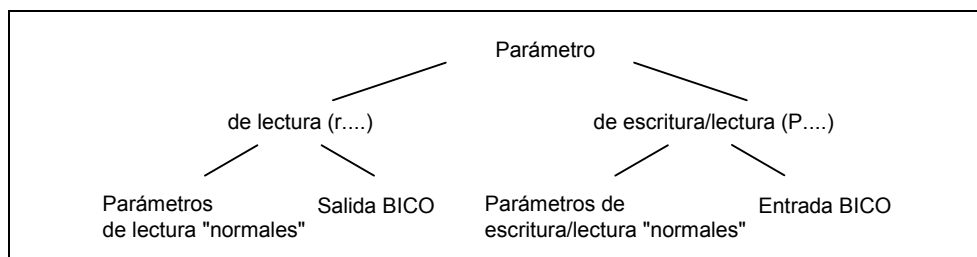 Parámetro
de lectura (r....)
de escritura/lectura (P....)
Parámetros
de lectura "normales"
Salida BICO
Parámetros de
escritura/lectura "normales"
Entrada BICO